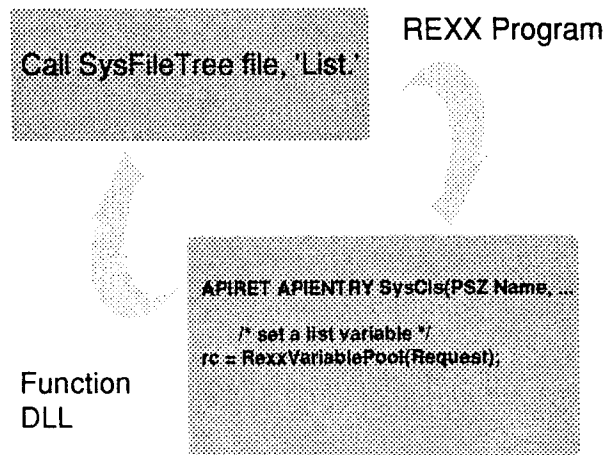 REXX Program
Call SysFileTree file, 'List.'
APIRET APIENTRY SysCls(PSZ Name, ...
/* set a list variable */
rc = RexxVariablePool(Request);
Function
DLL